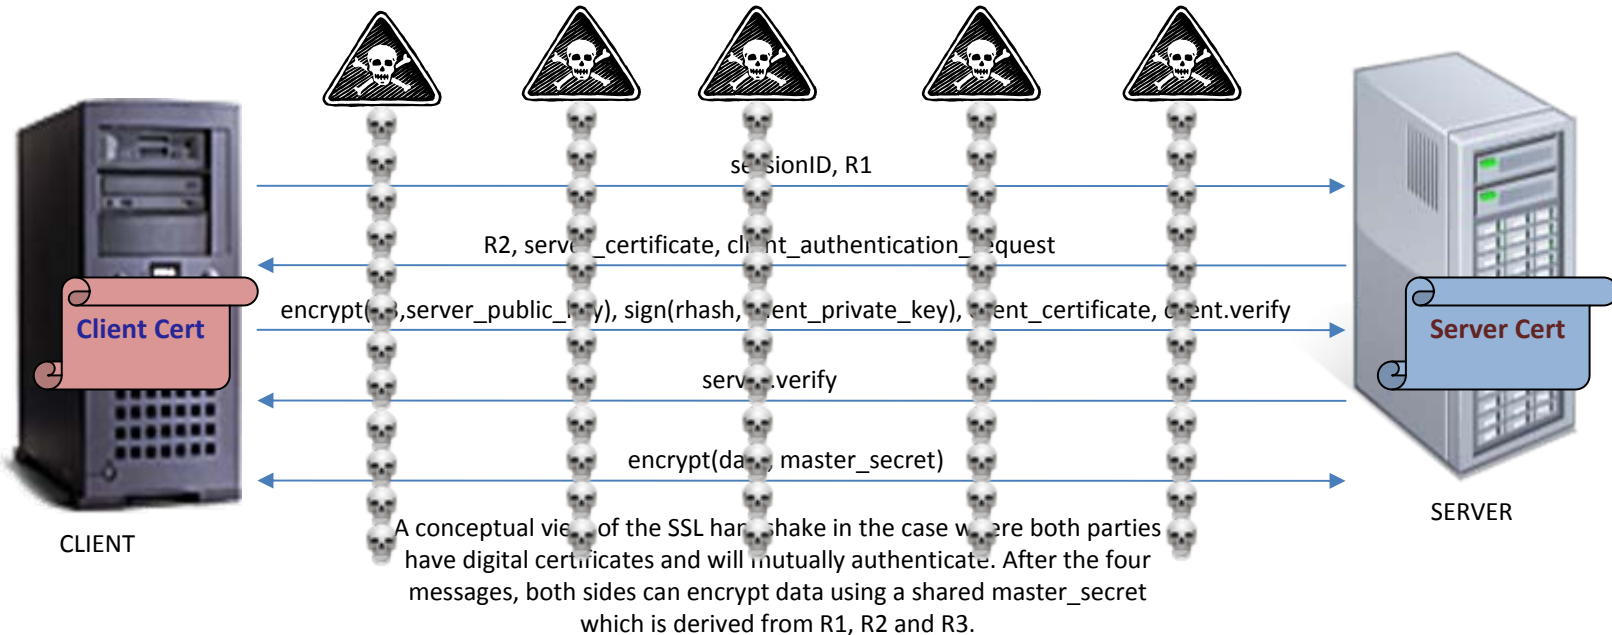 sessionID, R1
R2, server_certificate, client_authentication_request
encrypt(R3,server_public_key), sign(rhash, client_private_key), client_certificate, client.verify
Client Cert
Server Cert
server.verify
encrypt(data, master_secret)
CLIENT
SERVER
A conceptual view of the SSL handshake in the case where both parties
have digital certificates and will mutually authenticate. After the four
messages, both sides can encrypt data using a shared master_secret
which is derived from R1, R2 and R3.